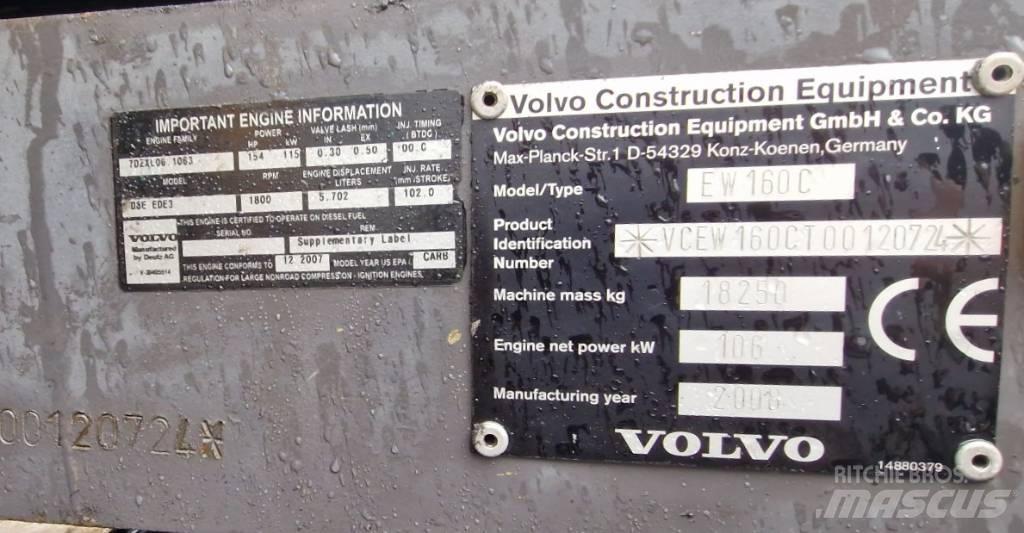 IMPORTANT ENGINE INFORMATION
ENGINE FAMILY POWER HP kW VALVE LASH (mm) IN EX INJ. TIMING (BTDC)
7DZXL06.1063 154 115 0.30 0.50 00.C
MODEL RPM ENGINE DISPLACEMENT LITERS INJ. RATE (mm /STROKE)
D6E EDE3 1800 5.702 102.0
THIS ENGINE IS CERTIFIED TO OPERATE ON DIESEL FUEL
SERIAL NO. REM
VOLVO Supplementary Label
Manufactured by Deutz AG
THIS ENGINE CONFORMS TO 12 2007 MODEL YEAR US EPA / CARB
REGULATION FOR LARGE NONROAD COMPRESSION - IGNITION ENGINES.
00120724*
Volvo Construction Equipment
Volvo Construction Equipment GmbH & Co. KG
Max-Planck-Str.1 D-54329 Konz-Koenen,Germany
Model/Type EW160C
Product Identification Number *VCEW160CT00120724*
Machine mass kg 18250
Engine net power kW 106
Manufacturing year
CE
VOLVO
14880379
RITCHIE BROS.
MASCUS